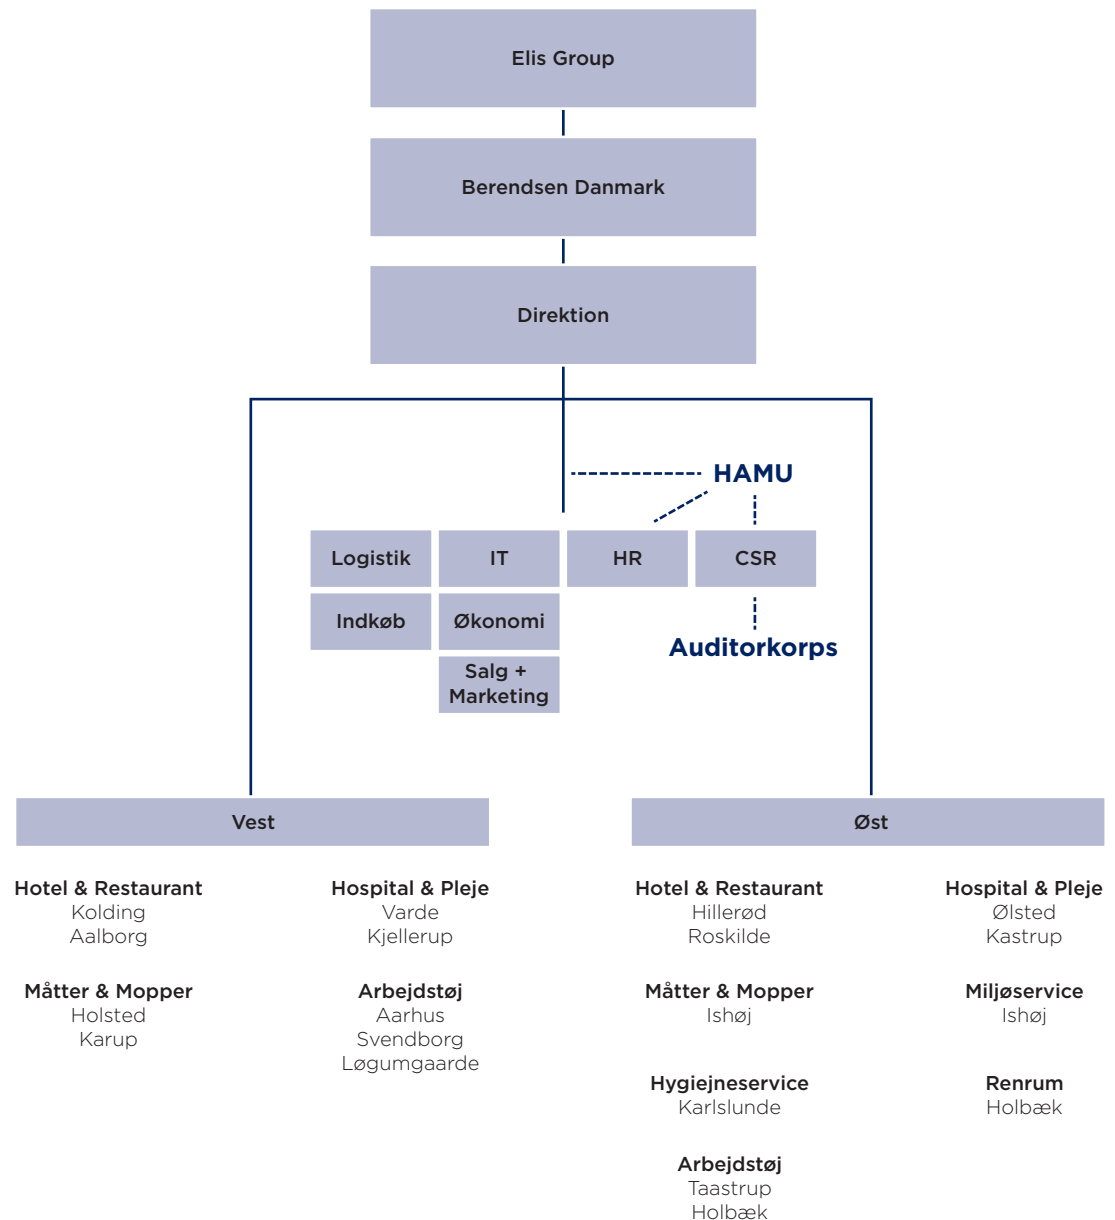 Elis Group
Berendsen Danmark
Direktion
HAMU
Logistik
IT
HR
CSR
Indkøb
Økonomi
Auditorkorps
Salg +
Marketing
Vest
Hotel & Restaurant
Kolding
Aalborg
Hospital & Pleje
Varde
Kjellerup
Måtter & Mopper
Holsted
Karup
Arbejdstøj
Aarhus
Svendborg
Løgumgaarde
Øst
Hotel & Restaurant
Hillerød
Roskilde
Hospital & Pleje
Ølsted
Kastrup
Måtter & Mopper
Ishøj
Miljøservice
Ishøj
Hygiejneservice
Karlslunde
Renrum
Holbæk
Arbejdstøj
Taastrup
Holbæk